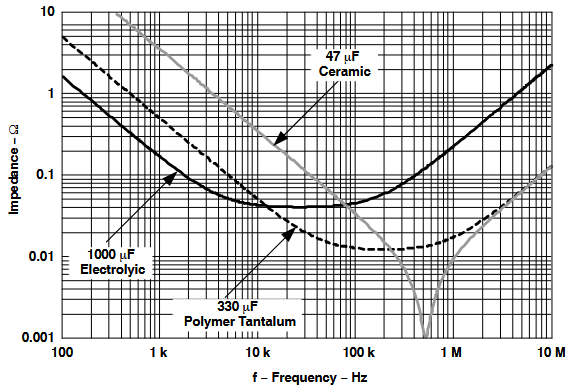 10
1
0.1
0.01
0.001
Impedance – Ω
47 μF
Ceramic
1000 μF
Electrolyic
330 μF
Polymer Tantalum
100
1 k
10 k
100 k
1 M
10 M
f – Frequency – Hz